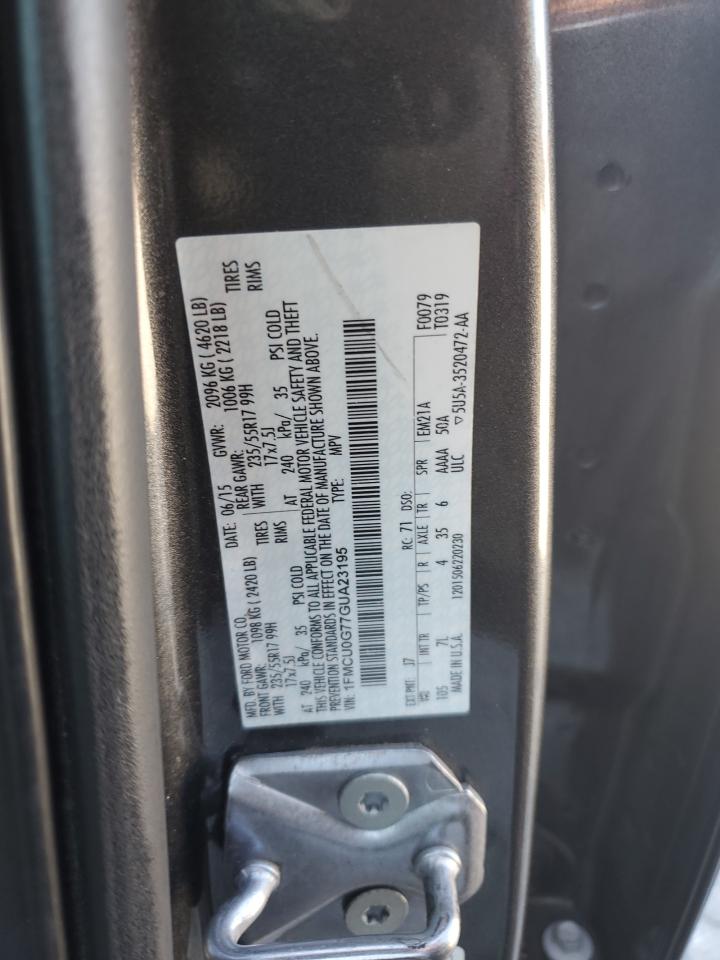 MFD. BY FORD MOTOR CO. DATE: 06/15 GVWR: 2096 KG ( 4620 LB)
FRONT GAWR: 1098 KG (2420 LB) REAR GAWR: 1006 KG ( 2218 LB)
WITH 235/55R17 99H TIRES WITH 235/55R17 99H TIRES
17x7.5J RIMS 17x7.5J RIMS
AT 240 kPa/ 35 PSI COLD AT 240 kPa/ 35 PSI COLD
THIS VEHICLE CONFORMS TO ALL APPLICABLE FEDERAL MOTOR VEHICLE SAFETY AND THEFT
PREVENTION STANDARDS IN EFFECT ON THE DATE OF MANUFACTURE SHOWN ABOVE.
VIN: 1FMCU0G77GUA23195 TYPE: MPV
EXT PNT: J7 RC: 71 DSO: F0079
WB INT TR TP/PS R AXLE TR SPR EM21A T0319
105 7L 4 35 6 AAAA 50A
MADE IN U.S.A. 1201506220230 ULC ▽5U5A-3520472-AA